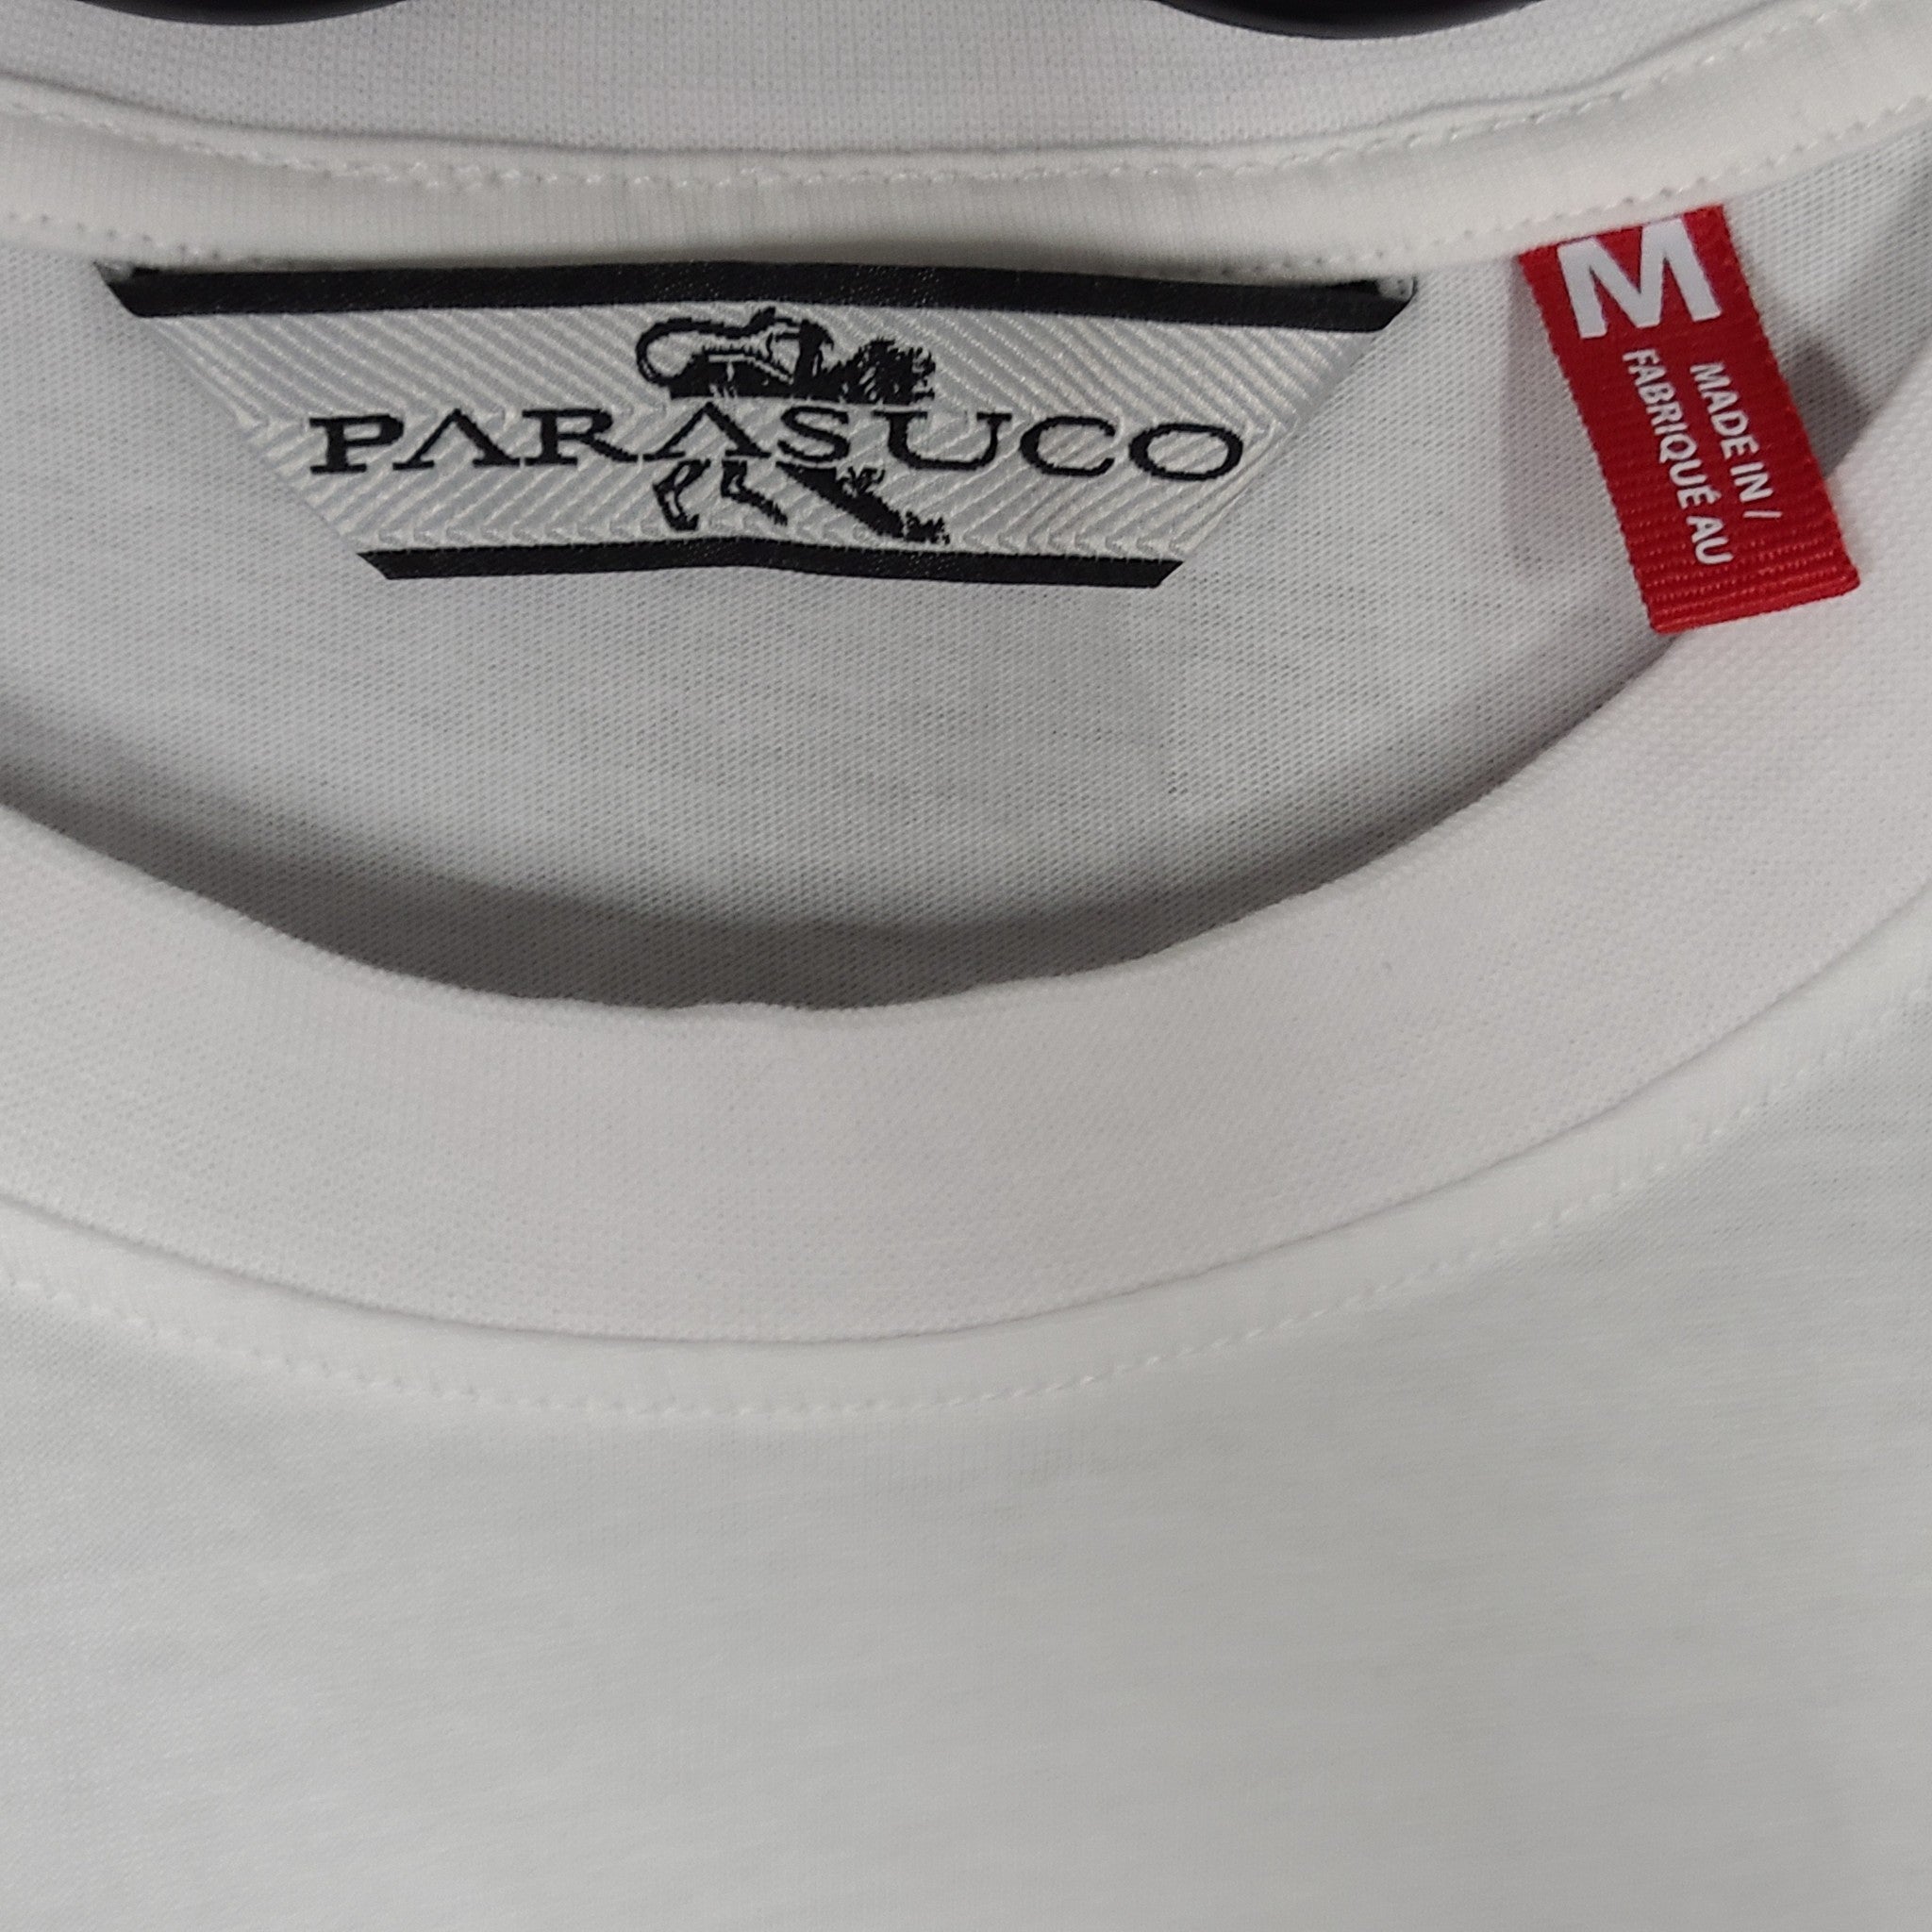 PARASUCO
M
MADE IN /
FABRIQUÉ AU